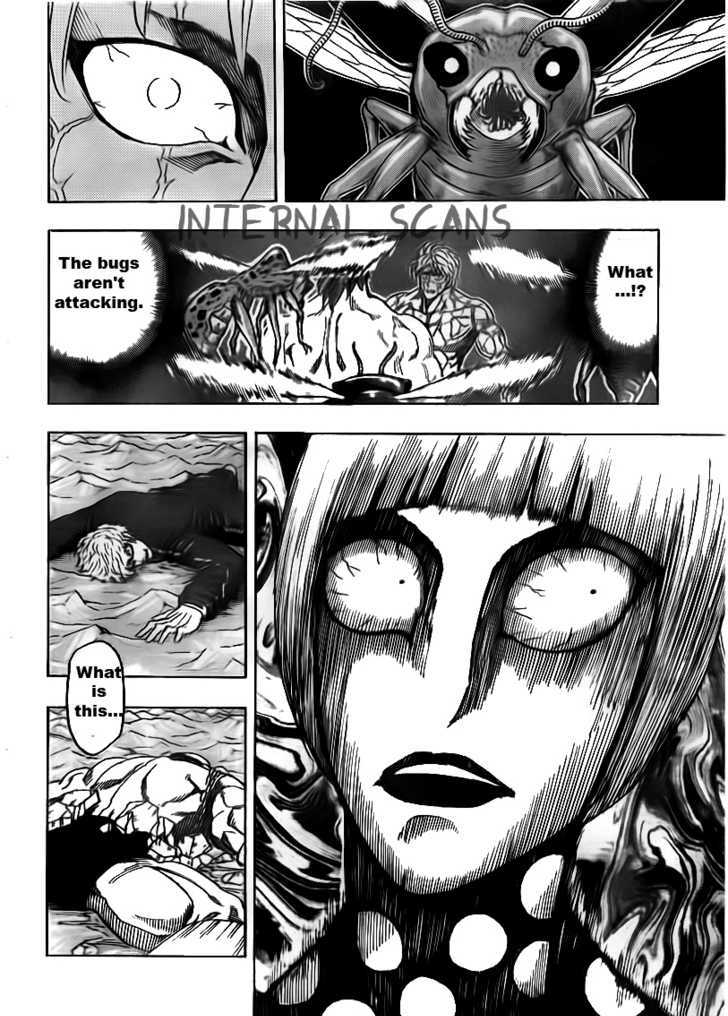 INTERNAL SCANS
The bugs
aren't
attacking.
What
...!?
What
is
this...